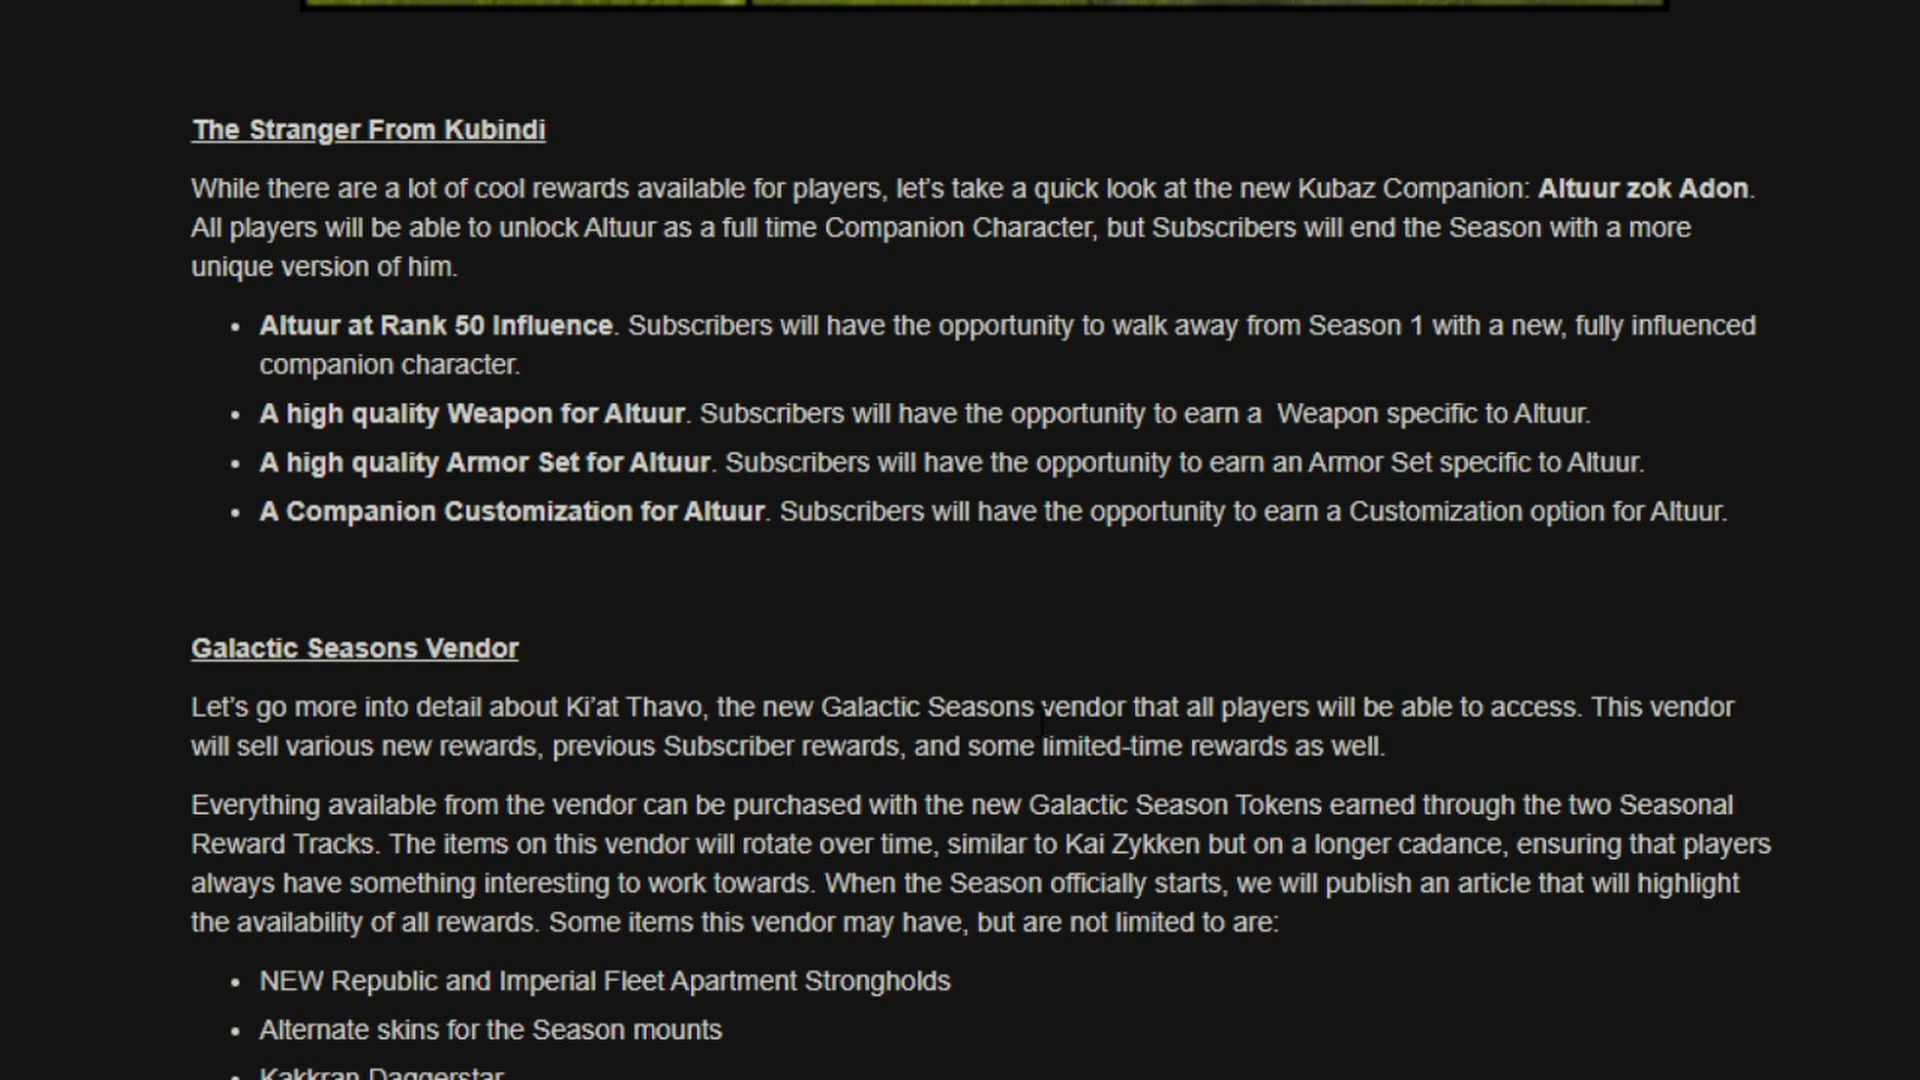 The Stranger From Kubindi
While there are a lot of cool rewards available for players, let’s take a quick look at the new Kubaz Companion: Altuur zok Adon.
All players will be able to unlock Altuur as a full time Companion Character, but Subscribers will end the Season with a more
unique version of him.
• Altuur at Rank 50 Influence. Subscribers will have the opportunity to walk away from Season 1 with a new, fully influenced
companion character.
• A high quality Weapon for Altuur. Subscribers will have the opportunity to earn a  Weapon specific to Altuur.
• A high quality Armor Set for Altuur. Subscribers will have the opportunity to earn an Armor Set specific to Altuur.
• A Companion Customization for Altuur. Subscribers will have the opportunity to earn a Customization option for Altuur.
Galactic Seasons Vendor
Let’s go more into detail about Ki’at Thavo, the new Galactic Seasons vendor that all players will be able to access. This vendor
will sell various new rewards, previous Subscriber rewards, and some limited-time rewards as well.
Everything available from the vendor can be purchased with the new Galactic Season Tokens earned through the two Seasonal
Reward Tracks. The items on this vendor will rotate over time, similar to Kai Zykken but on a longer cadance, ensuring that players
always have something interesting to work towards. When the Season officially starts, we will publish an article that will highlight
the availability of all rewards. Some items this vendor may have, but are not limited to are:
• NEW Republic and Imperial Fleet Apartment Strongholds
• Alternate skins for the Season mounts
• Kakkran Daggerstar